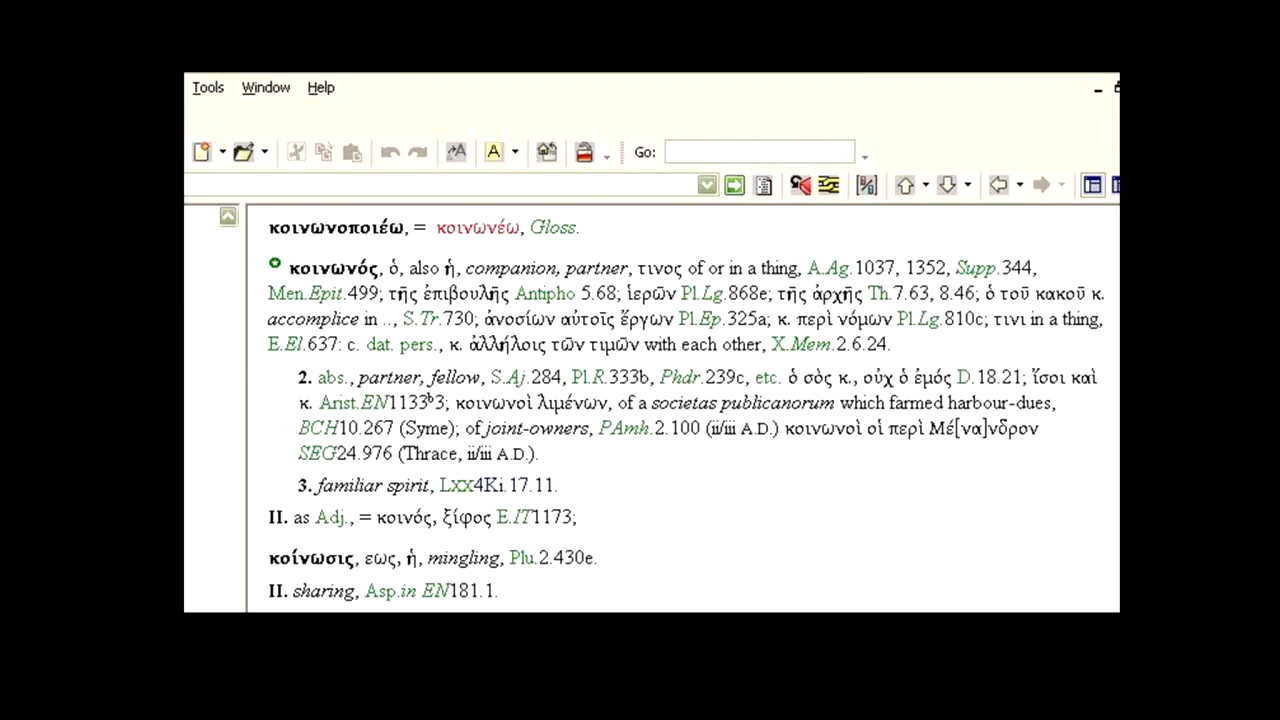 Tools Window Help
Go:
κοινωνοποιέω, = κοινωνέω, Gloss.
κοινωνός, ὁ, also ἡ, companion, partner, τινος of or in a thing, A.Ag.1037, 1352, Supp.344,
Men.Epit.499; τῆς ἐπιβουλῆς Antipho 5.68; ἱερῶν Pl.Lg.868e; τῆς ἀρχῆς Th.7.63, 8.46; ὁ τοῦ κακοῦ κ.
accomplice in .., S.Tr.730; ἀνοσίων αὐτοῖς ἔργων Pl.Ep.325a; κ. περὶ νόμων Pl.Lg.810c; τινι in a thing,
E.El.637: c. dat. pers., κ. ἀλλήλοις τῶν τιμῶν with each other, X.Mem.2.6.24.
2. abs., partner, fellow, S.Aj.284, Pl.R.333b, Phdr.239c, etc. ὁ σὸς κ., οὐχ ὁ ἐμός D.18.21; ἴσοι καὶ
κ. Arist.EN1133b3; κοινωνοὶ λιμένων, of a societas publicanorum which farmed harbour-dues,
BCH10.267 (Syme); of joint-owners, PAmh.2.100 (ii/iii A.D.) κοινωνοὶ οἱ περὶ Μέ[να]νδρον
SEG24.976 (Thrace, ii/iii A.D.).
3. familiar spirit, Lxx4Ki.17.11.
II. as Adj., = κοινός, ξίφος E.IT1173;
κοίνωσις, εως, ἡ, mingling, Plu.2.430e.
II. sharing, Asp.in EN181.1.